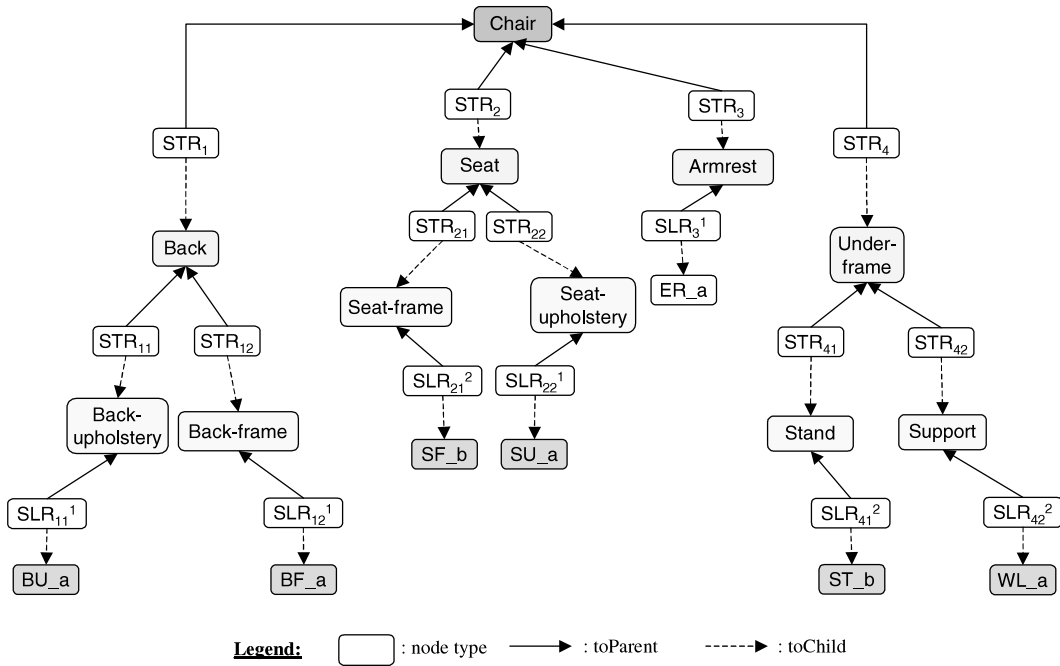 Chair
STR₂
STR₃
STR₁
STR₄
Seat
Armrest
STR₂₁
STR₂₂
SLR₃¹
Back
Under-
frame
Seat-frame
Seat-
upholstery
ER_a
STR₁₁
STR₁₂
STR₄₁
STR₄₂
SLR₂₁²
SLR₂₂¹
Back-
upholstery
Back-frame
Stand
Support
SF_b
SU_a
SLR₁₁¹
SLR₁₂¹
SLR₄₁²
SLR₄₂²
BU_a
BF_a
ST_b
WL_a
Legend: : node type : toParent : toChild